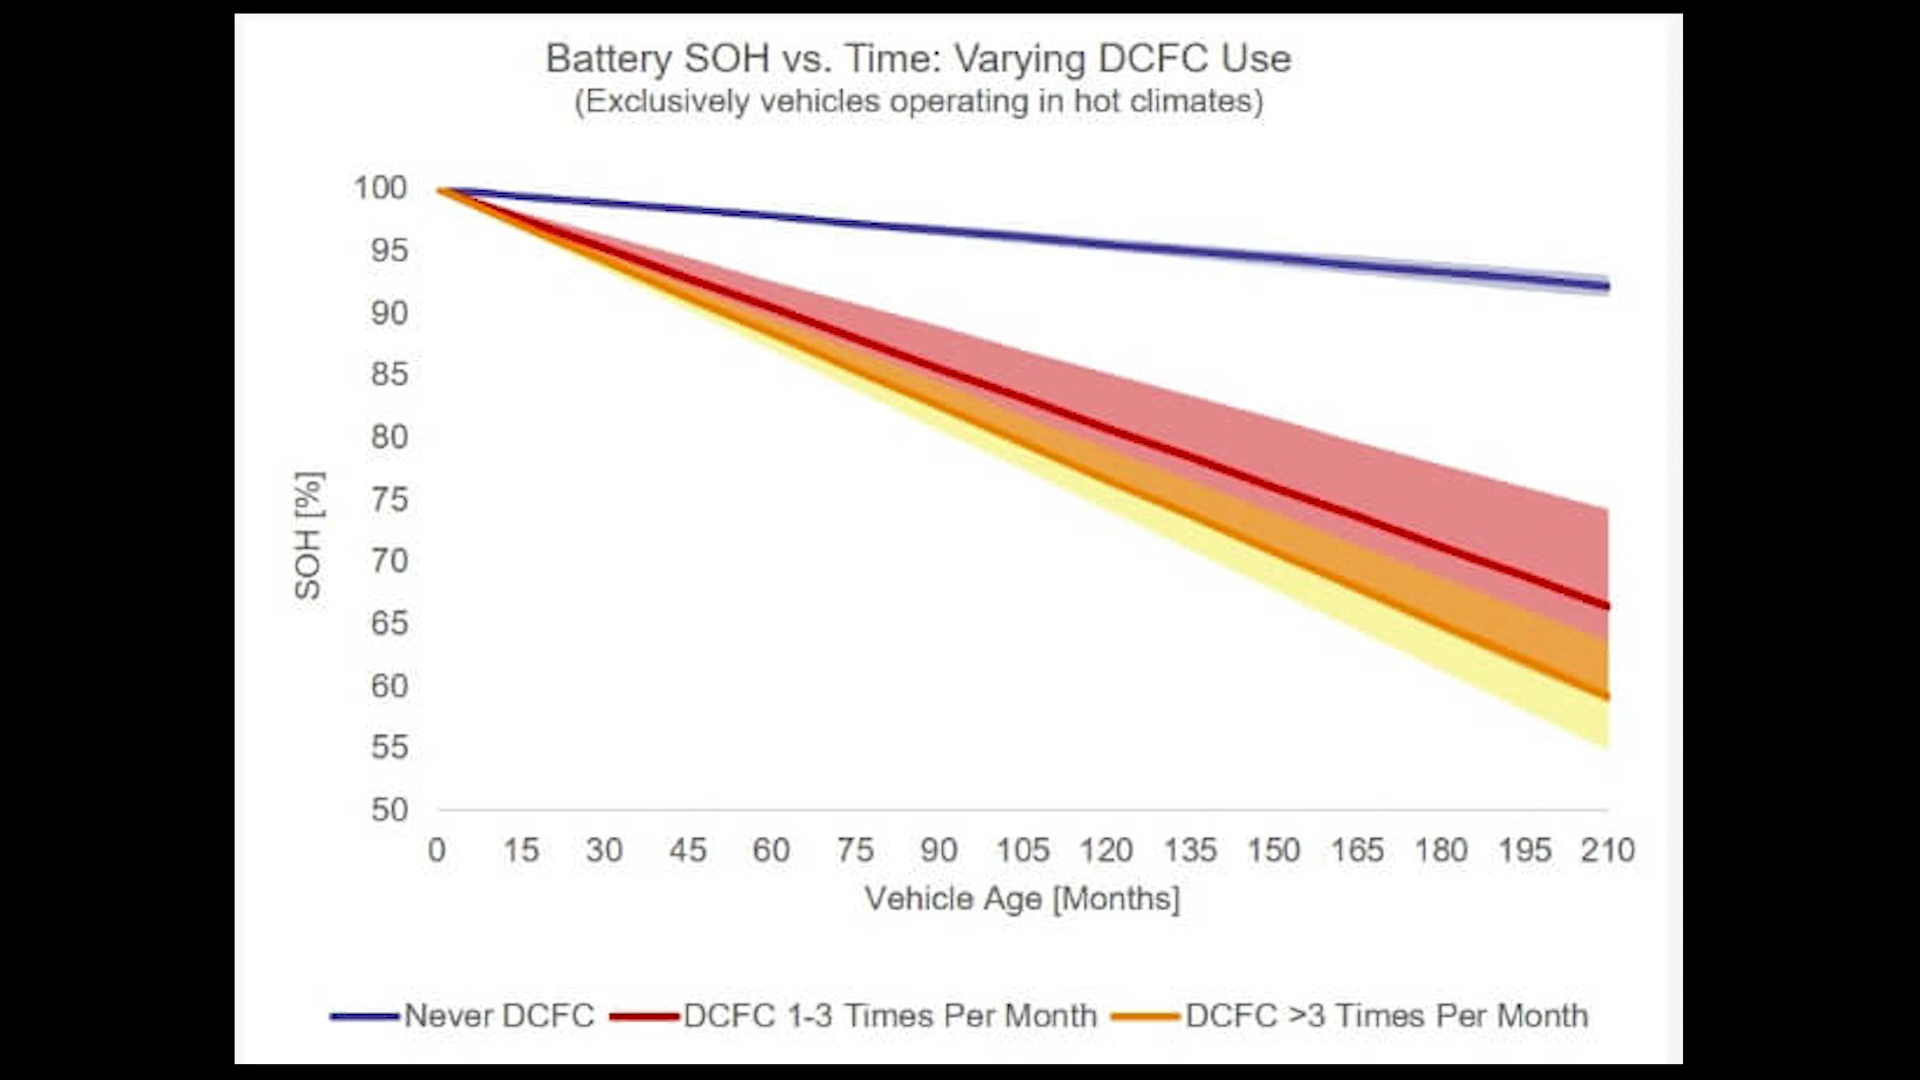 Battery SOH vs. Time: Varying DCFC Use
(Exclusively vehicles operating in hot climates)
100
95
90
85
80
75
70
65
60
55
50
SOH [%]
0 15 30 45 60 75 90 105 120 135 150 165 180 195 210
Vehicle Age [Months]
Never DCFC DCFC 1-3 Times Per Month DCFC >3 Times Per Month